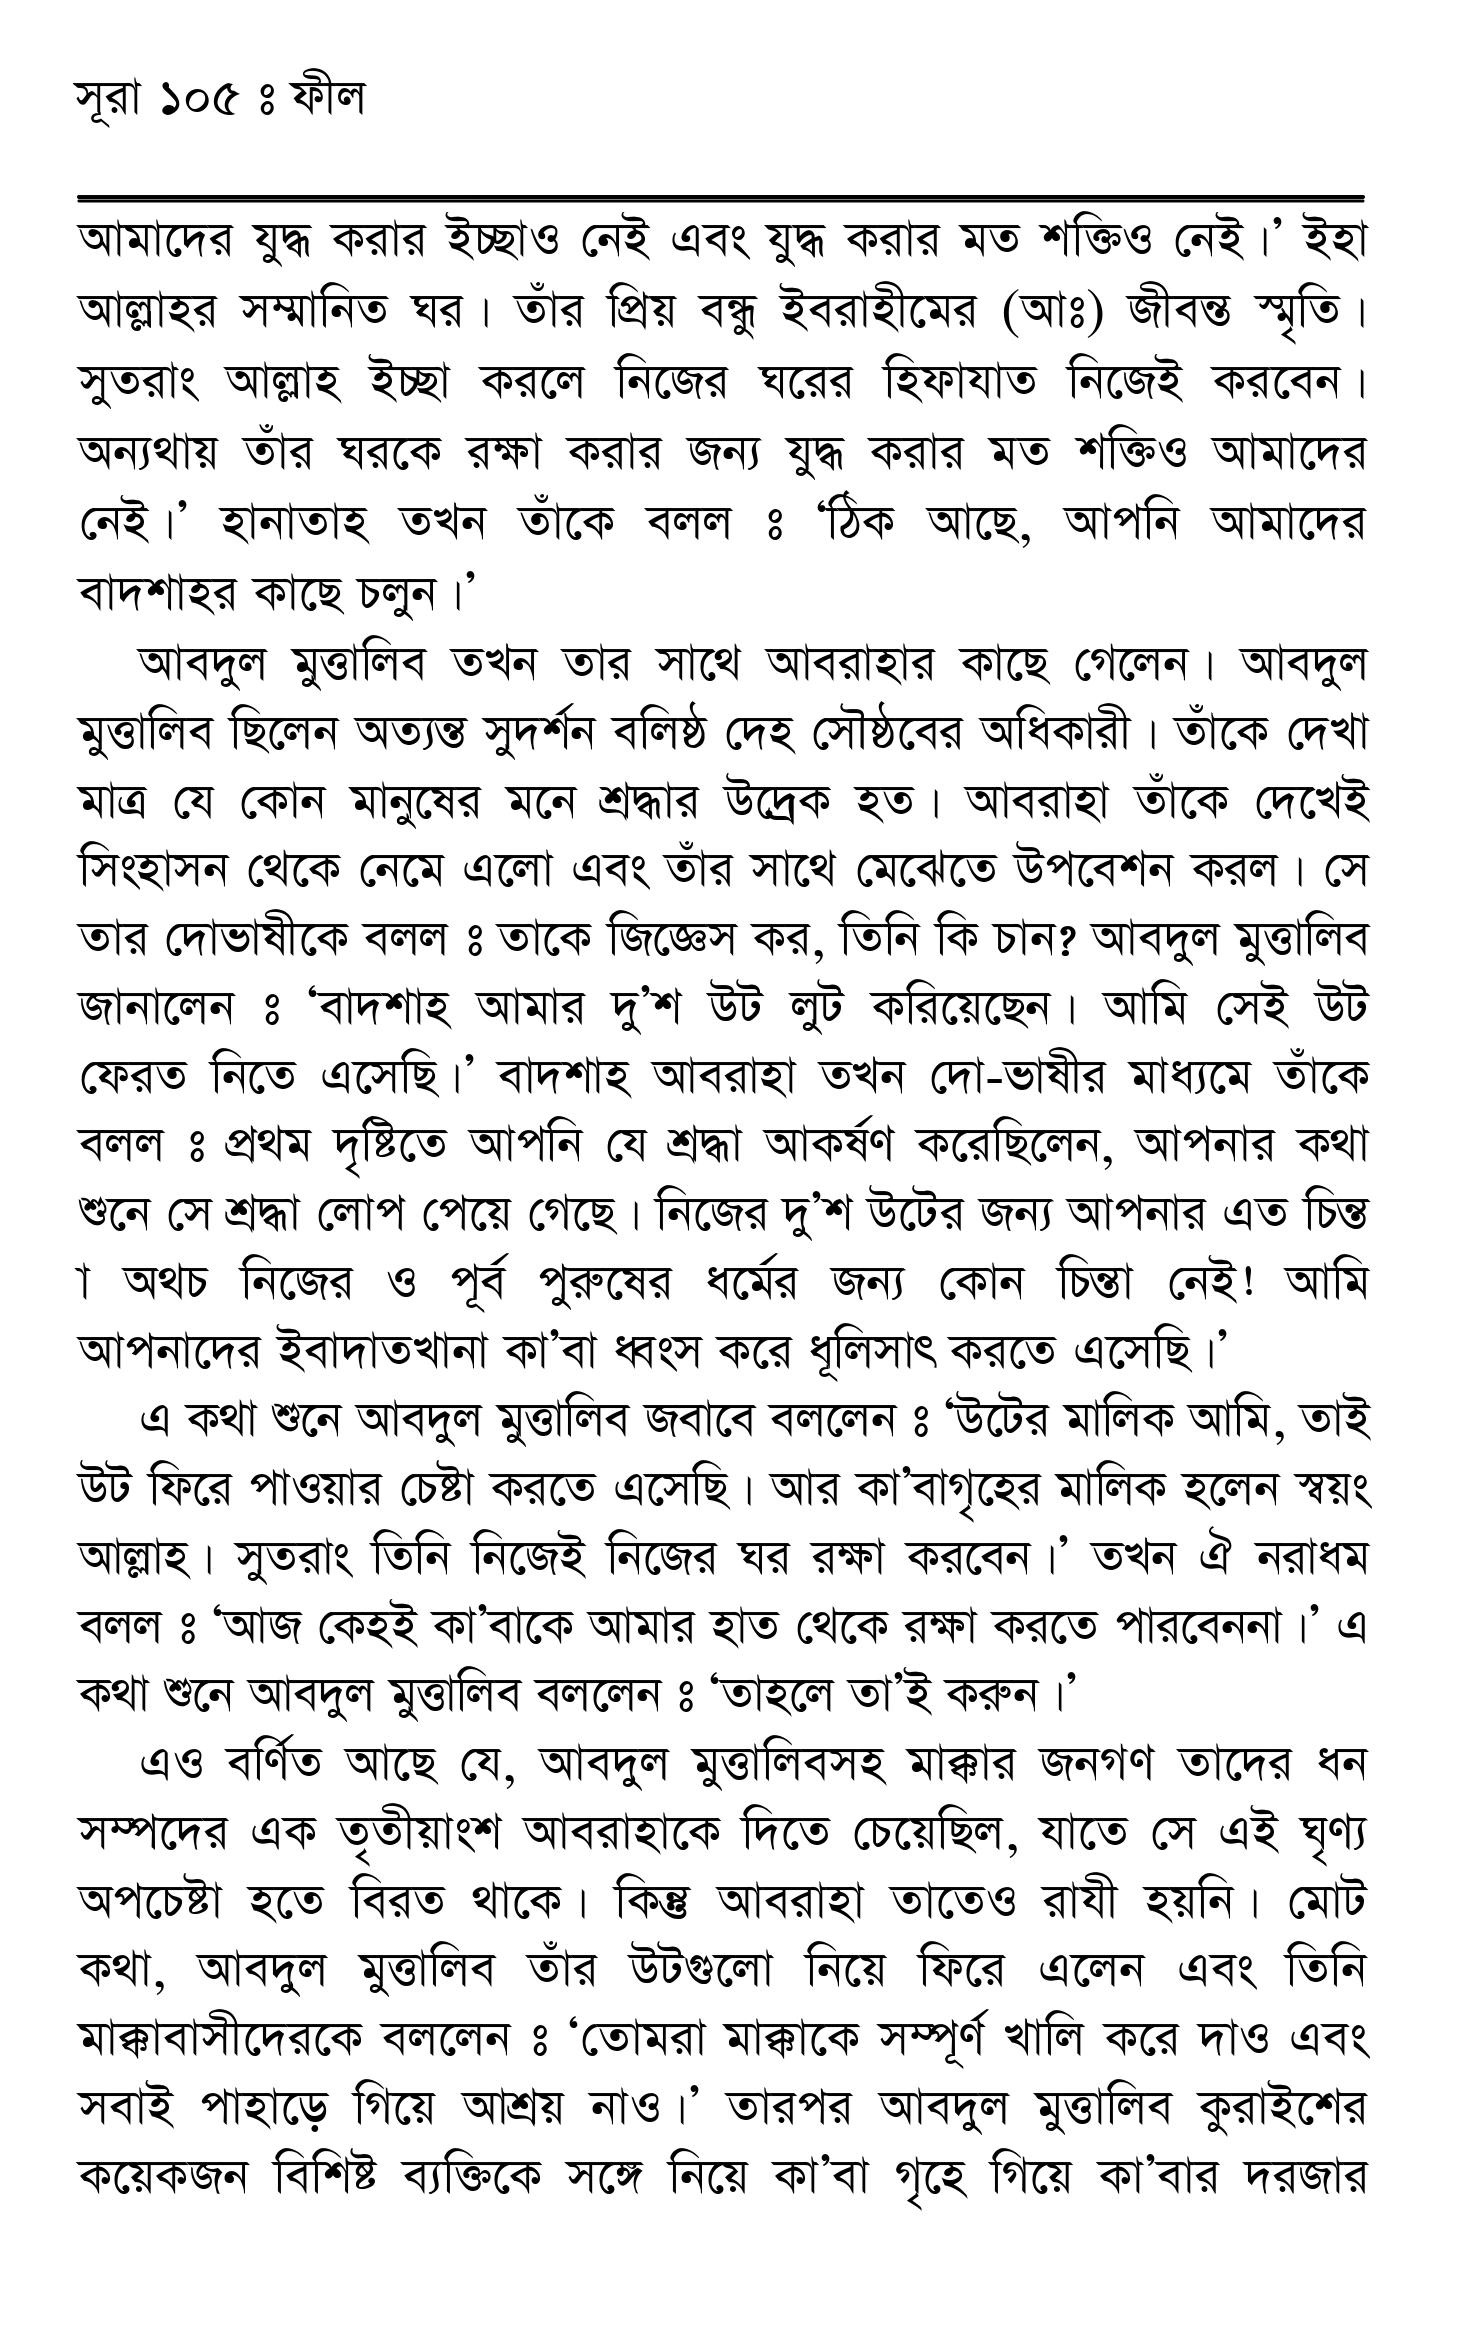 সূরা ১০৫ ঃ ফীল
আমাদের যুদ্ধ করার ইচ্ছাও নেই এবং যুদ্ধ করার মত শক্তিও নেই।’ ইহা
আল্লাহর সম্মানিত ঘর। তাঁর প্রিয় বন্ধু ইবরাহীমের (আঃ) জীবন্ত স্মৃতি।
সুতরাং আল্লাহ ইচ্ছা করলে নিজের ঘরের হিফাযাত নিজেই করবেন।
অন্যথায় তাঁর ঘরকে রক্ষা করার জন্য যুদ্ধ করার মত শক্তিও আমাদের
নেই।’ হানাতাহ তখন তাঁকে বলল ঃ ‘ঠিক আছে, আপনি আমাদের
বাদশাহর কাছে চলুন।’
আবদুল মুত্তালিব তখন তার সাথে আবরাহার কাছে গেলেন। আবদুল
মুত্তালিব ছিলেন অত্যন্ত সুদর্শন বলিষ্ঠ দেহ সৌষ্ঠবের অধিকারী। তাঁকে দেখা
মাত্র যে কোন মানুষের মনে শ্রদ্ধার উদ্রেক হত। আবরাহা তাঁকে দেখেই
সিংহাসন থেকে নেমে এলো এবং তাঁর সাথে মেঝেতে উপবেশন করল। সে
তার দোভাষীকে বলল ঃ তাকে জিজ্ঞেস কর, তিনি কি চান? আবদুল মুত্তালিব
জানালেন ঃ ‘বাদশাহ আমার দু’শ উট লুট করিয়েছেন। আমি সেই উট
ফেরত নিতে এসেছি।’ বাদশাহ আবরাহা তখন দো-ভাষীর মাধ্যমে তাঁকে
বলল ঃ প্রথম দৃষ্টিতে আপনি যে শ্রদ্ধা আকর্ষণ করেছিলেন, আপনার কথা
শুনে সে শ্রদ্ধা লোপ পেয়ে গেছে। নিজের দু’শ উটের জন্য আপনার এত চিন্ত
া অথচ নিজের ও পূর্ব পুরুষের ধর্মের জন্য কোন চিন্তা নেই! আমি
আপনাদের ইবাদাতখানা কা’বা ধ্বংস করে ধূলিসাৎ করতে এসেছি।’
এ কথা শুনে আবদুল মুত্তালিব জবাবে বললেন ঃ ‘উটের মালিক আমি, তাই
উট ফিরে পাওয়ার চেষ্টা করতে এসেছি। আর কা’বাগৃহের মালিক হলেন স্বয়ং
আল্লাহ। সুতরাং তিনি নিজেই নিজের ঘর রক্ষা করবেন।’ তখন ঐ নরাধম
বলল ঃ ‘আজ কেহই কা’বাকে আমার হাত থেকে রক্ষা করতে পারবেননা।’ এ
কথা শুনে আবদুল মুত্তালিব বললেন ঃ ‘তাহলে তা’ই করুন।’
এও বর্ণিত আছে যে, আবদুল মুত্তালিবসহ মাক্কার জনগণ তাদের ধন
সম্পদের এক তৃতীয়াংশ আবরাহাকে দিতে চেয়েছিল, যাতে সে এই ঘৃণ্য
অপচেষ্টা হতে বিরত থাকে। কিন্তু আবরাহা তাতেও রাযী হয়নি। মোট
কথা, আবদুল মুত্তালিব তাঁর উটগুলো নিয়ে ফিরে এলেন এবং তিনি
মাক্কাবাসীদেরকে বললেন ঃ ‘তোমরা মাক্কাকে সম্পূর্ণ খালি করে দাও এবং
সবাই পাহাড়ে গিয়ে আশ্রয় নাও।’ তারপর আবদুল মুত্তালিব কুরাইশের
কয়েকজন বিশিষ্ট ব্যক্তিকে সঙ্গে নিয়ে কা’বা গৃহে গিয়ে কা’বার দরজার